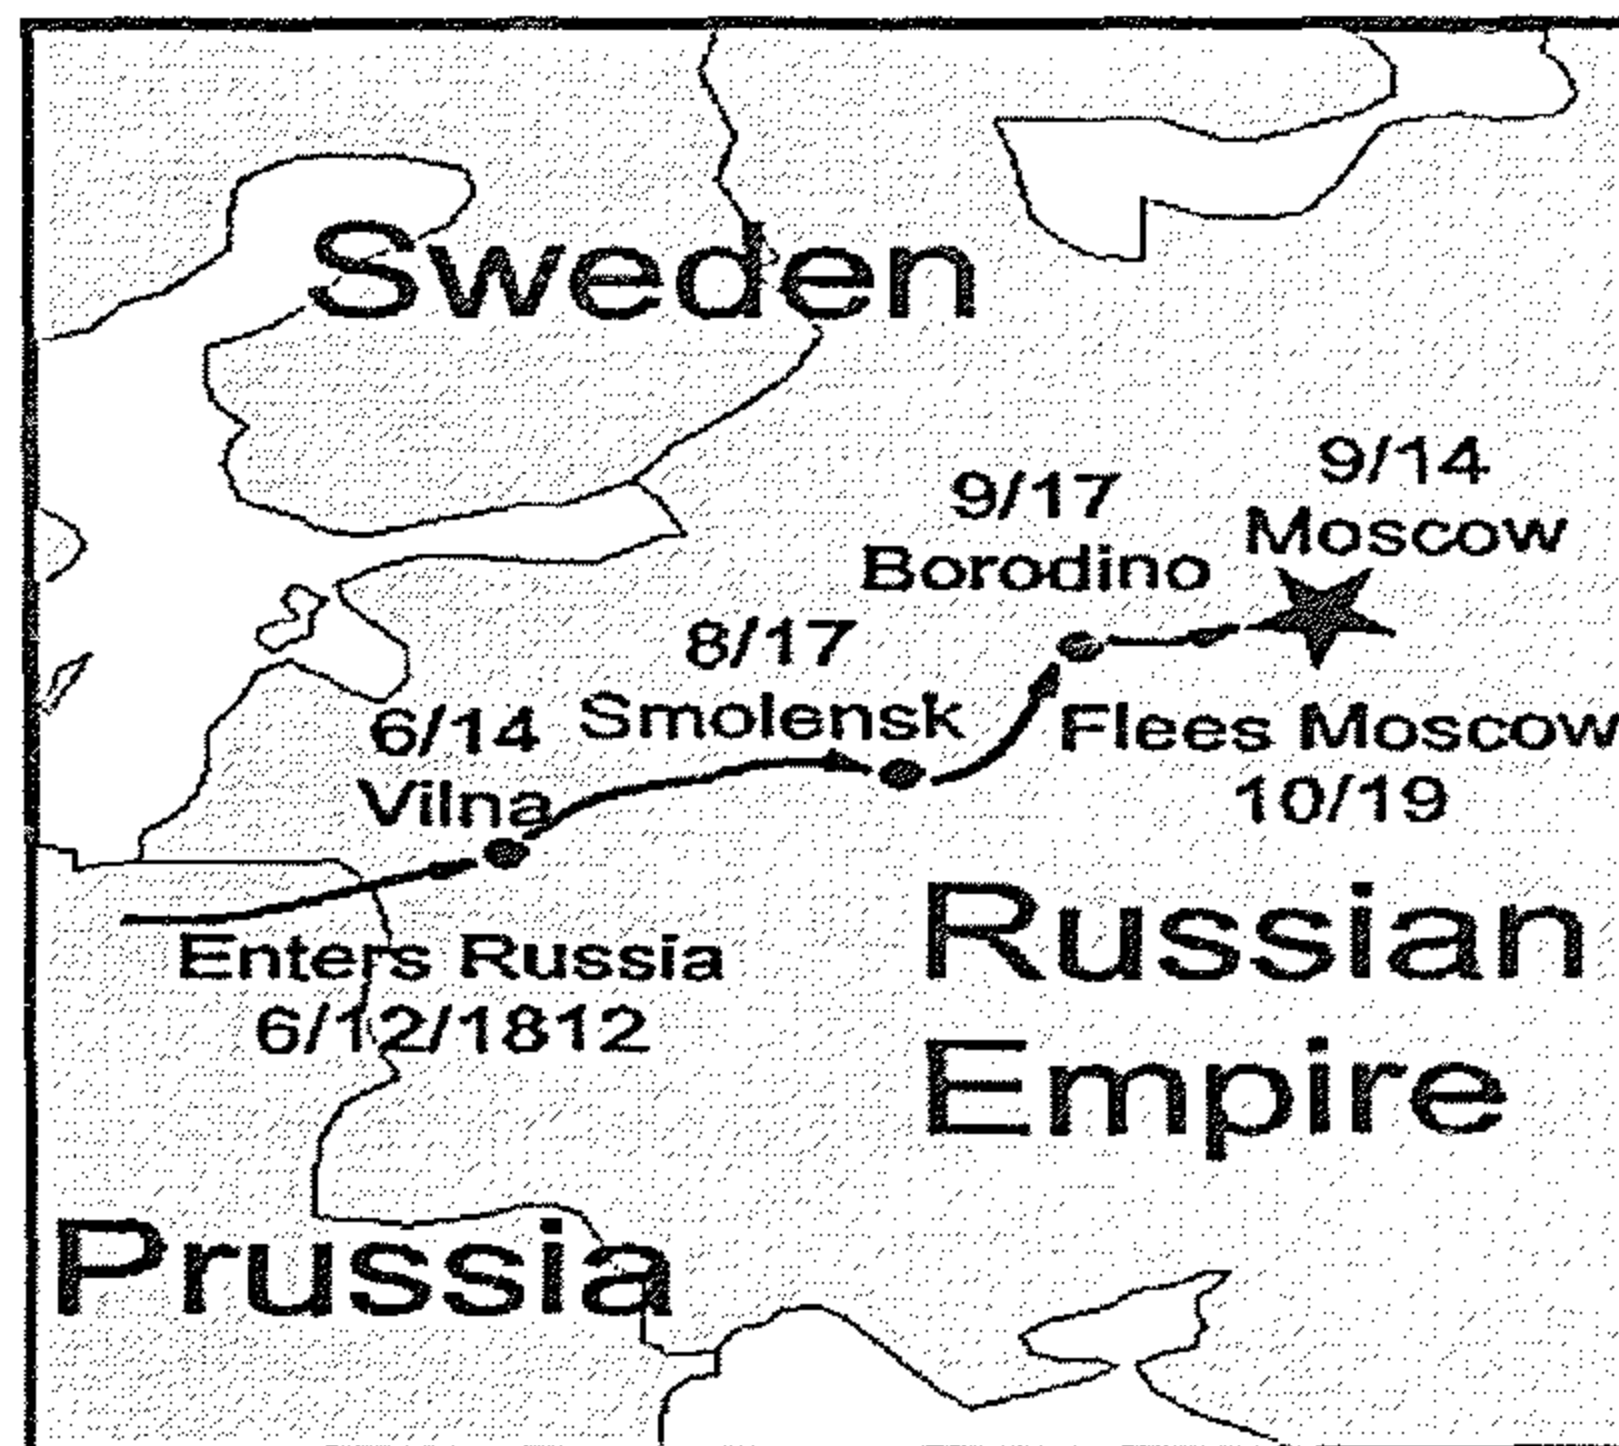 Sweden
9/14
Moscow
9/17
Borodino
8/17
Smolensk
6/14
Vilna
Flees Moscow
10/19
Enters Russia
6/12/1812
Russian
Empire
Prussia